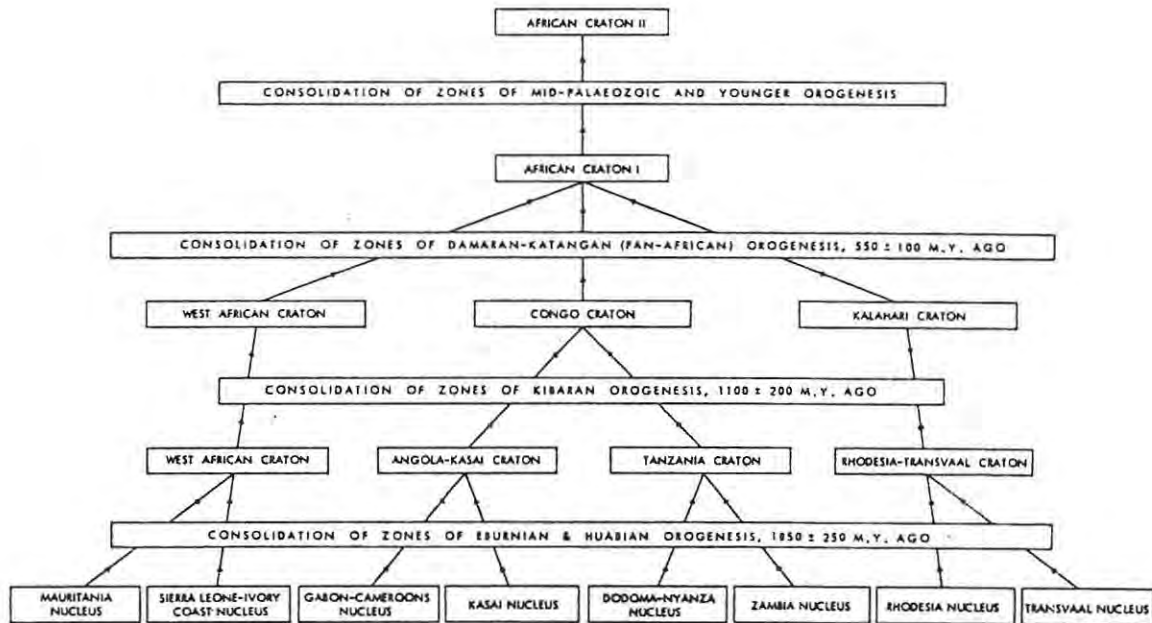 AFRICAN CRATON II
CONSOLIDATION OF ZONES OF MID-PALAEOZOIC AND YOUNGER OROGENESIS
AFRICAN CRATON I
CONSOLIDATION OF ZONES OF DAMARAN-KATANGAN (PAN-AFRICAN) OROGENESIS, 550 ± 100 M.Y. AGO
WEST AFRICAN CRATON
CONGO CRATON
KALAHARI CRATON
CONSOLIDATION OF ZONES OF KIBARAN OROGENESIS, 1100 ± 200 M.Y. AGO
WEST AFRICAN CRATON
ANGOLA-KASAI CRATON
TANZANIA CRATON
RHODESIA-TRANSVAAL CRATON
CONSOLIDATION OF ZONES OF EBURNIAN & HUABIAN OROGENESIS, 1850 ± 250 M.Y. AGO
MAURITANIA
NUCLEUS
SIERRA LEONE-IVORY
COAST NUCLEUS
GABON-CAMEROONS
NUCLEUS
KASAI NUCLEUS
DODOMA-NYANZA
NUCLEUS
ZAMBIA NUCLEUS
RHODESIA NUCLEUS
TRANSVAAL NUCLEUS